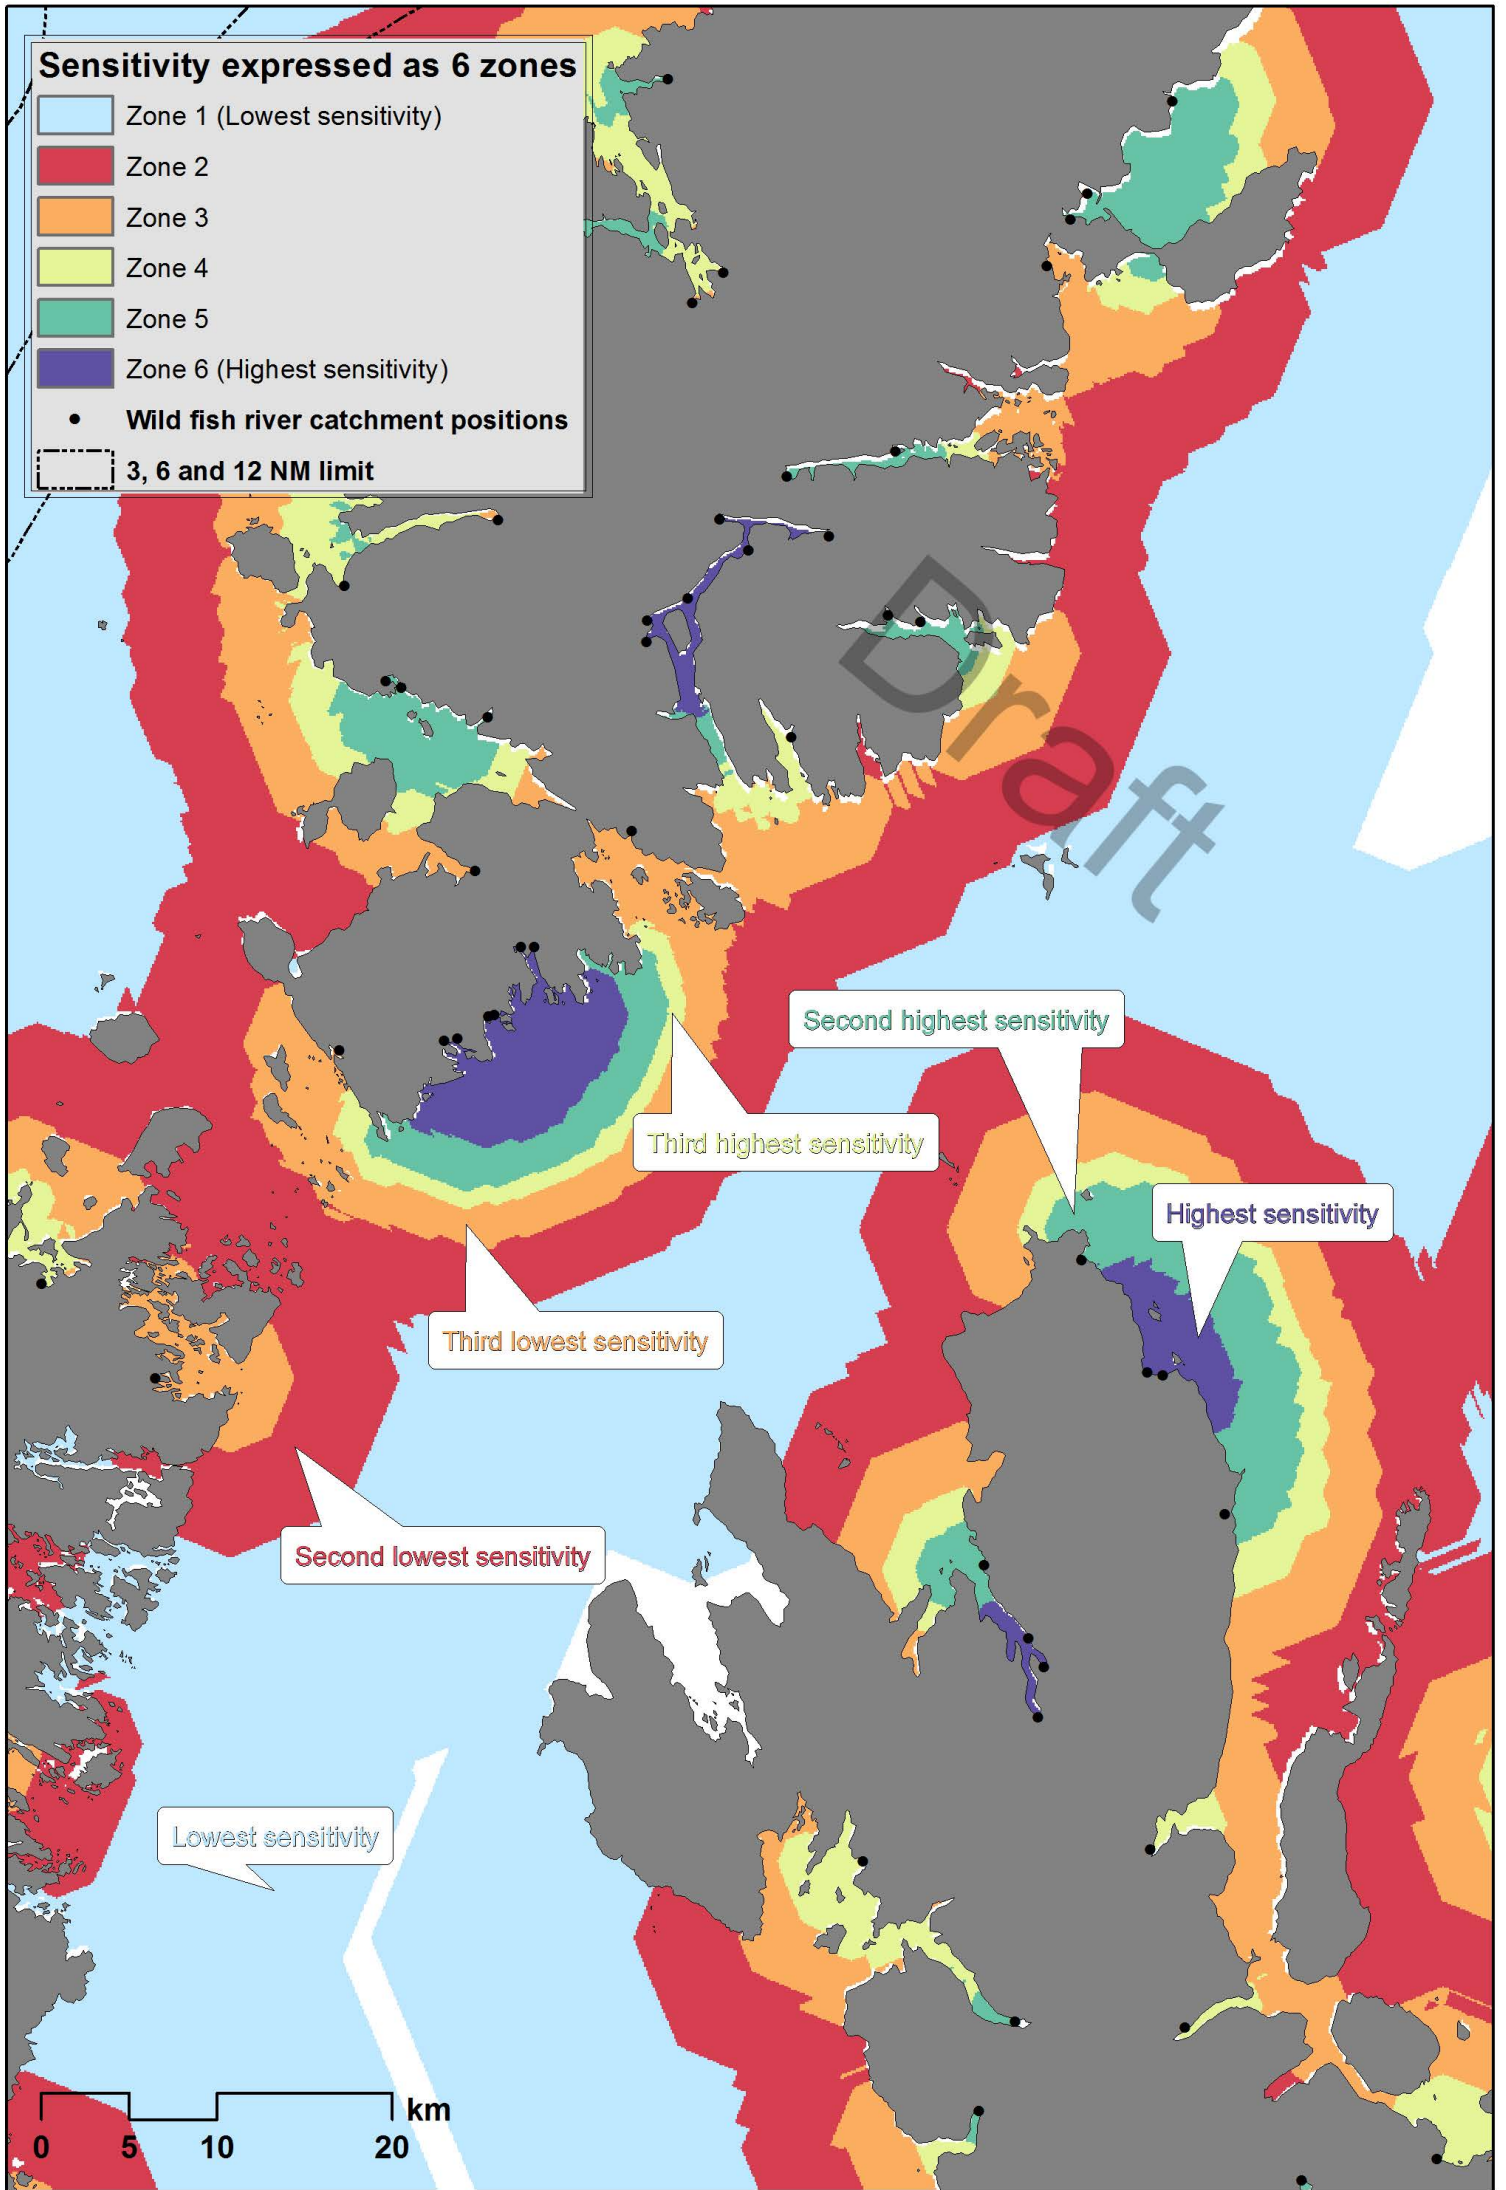 Sensitivity expressed as 6 zones
Zone 1 (Lowest sensitivity)
Zone 2
Zone 3
Zone 4
Zone 5
Zone 6 (Highest sensitivity)
Wild fish river catchment positions
3, 6 and 12 NM limit
Draft
Second highest sensitivity
Third highest sensitivity
Highest sensitivity
Third lowest sensitivity
Second lowest sensitivity
Lowest sensitivity
km
0 5 10 20